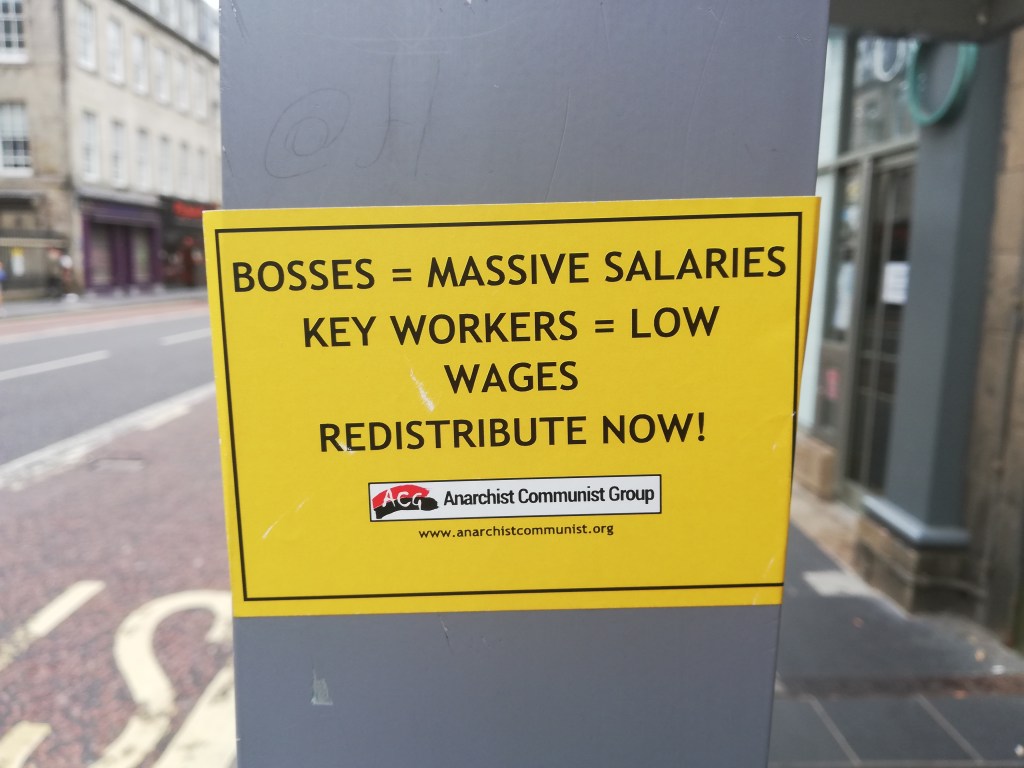 BOSSES = MASSIVE SALARIES
KEY WORKERS = LOW
WAGES
REDISTRIBUTE NOW!
ACG Anarchist Communist Group
www.anarchistcommunist.org